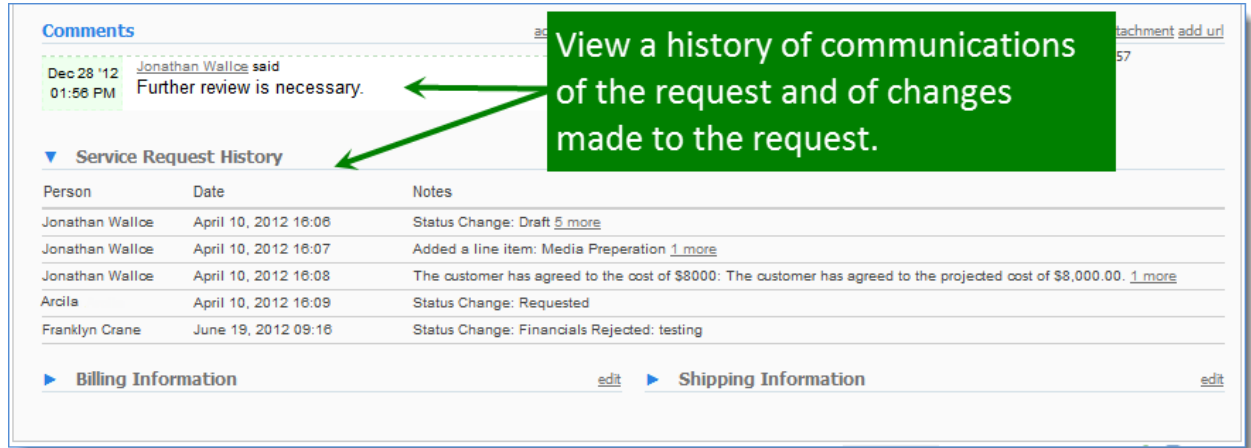 Comments
attachment add url
View a history of communications
of the request and of changes
made to the request.
Dec 28 '12
01:56 PM
Jonathan Wallce said
Further review is necessary.
57
Service Request History
Person Date Notes
Jonathan Wallce April 10, 2012 16:06 Status Change: Draft 5 more
Jonathan Wallce April 10, 2012 16:07 Added a line item: Media Preperation 1 more
Jonathan Wallce April 10, 2012 16:08 The customer has agreed to the cost of $8000: The customer has agreed to the projected cost of $8,000.00. 1 more
Arcila April 10, 2012 16:09 Status Change: Requested
Franklyn Crane June 19, 2012 09:16 Status Change: Financials Rejected: testing
Billing Information edit Shipping Information edit